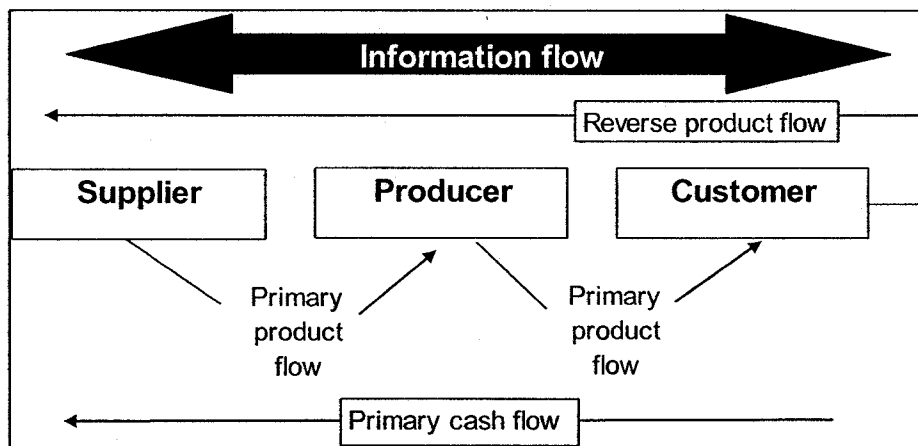 Information flow
Reverse product flow
Supplier
Producer
Customer
Primary
product
flow
Primary
product
flow
Primary cash flow